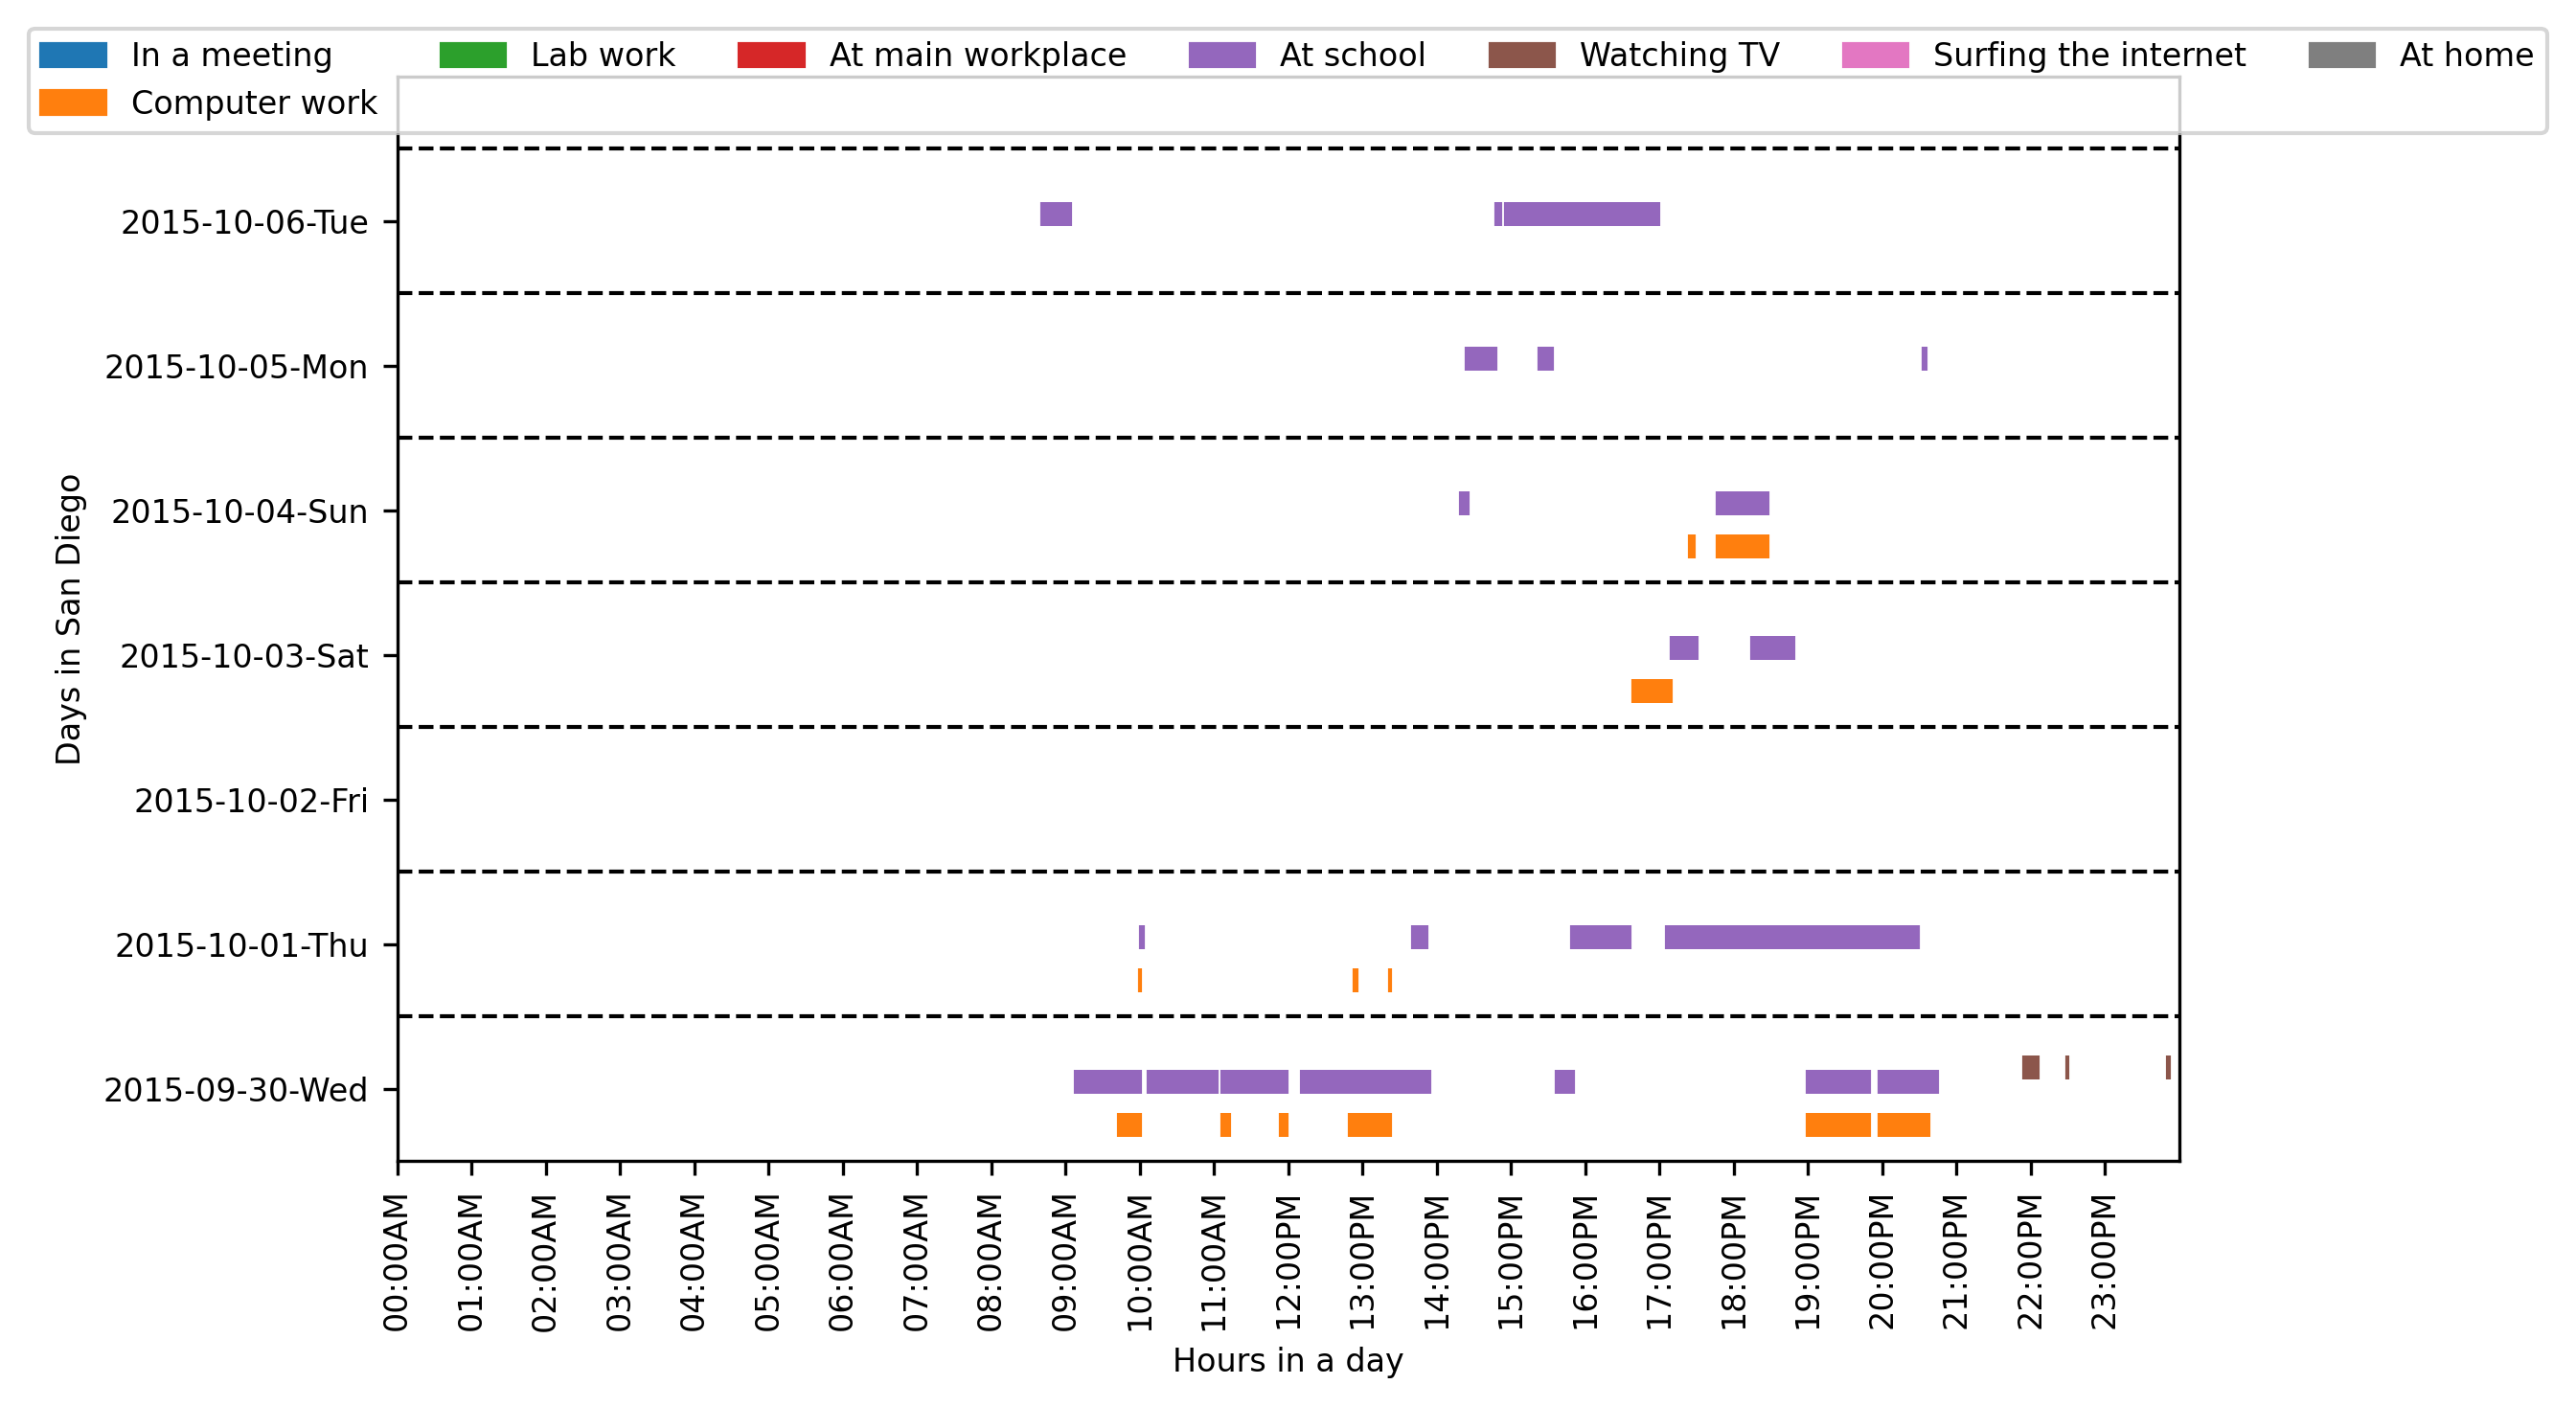 In a meeting Lab work At main workplace At school Watching TV Surfing the internet At home
Computer work
2015-10-06-Tue
2015-10-05-Mon
2015-10-04-Sun
2015-10-03-Sat
2015-10-02-Fri
2015-10-01-Thu
2015-09-30-Wed
Days in San Diego
00:00AM
01:00AM
02:00AM
03:00AM
04:00AM
05:00AM
06:00AM
07:00AM
08:00AM
09:00AM
10:00AM
11:00AM
12:00PM
13:00PM
14:00PM
15:00PM
16:00PM
17:00PM
18:00PM
19:00PM
20:00PM
21:00PM
22:00PM
23:00PM
Hours in a day